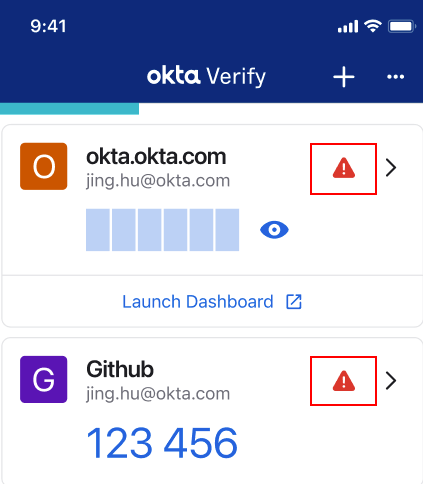 9:41
okta Verify
O
okta.okta.com
jing.hu@okta.com
Launch Dashboard
G
Github
jing.hu@okta.com
123 456